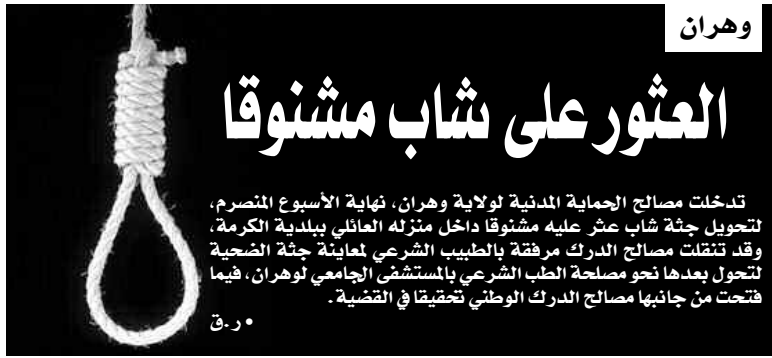 وهران
العثور على شاب مشنوقا
تدخلت مصالح الحماية المدنية لولاية وهران، نهاية الأسبوع المنصرم،
لتحويل جثة شاب عثر عليه مشنوقا داخل منزله العائلي ببلدية الكرمة،
وقد تنقلت مصالح الدرك مرفقة بالطبيب الشرعي لمعاينة جثة الضحية
لتحول بعدها نحو مصلحة الطب الشرعي بالمستشفى الجامعي لوهران، فيما
فتحت من جانبها مصالح الدرك الوطني تحقيقا في القضية.
• ر.ق